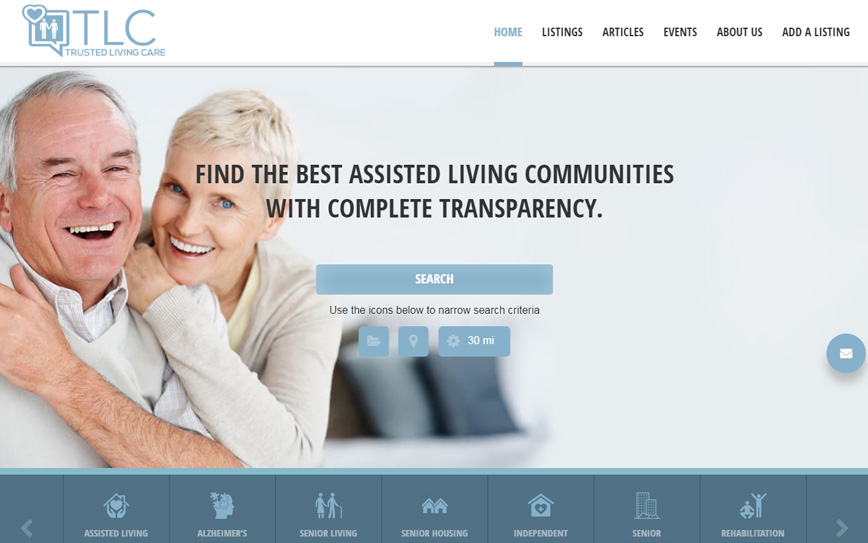 TLC
TRUSTED LIVING CARE
HOME LISTINGS ARTICLES EVENTS ABOUT US ADD A LISTING
FIND THE BEST ASSISTED LIVING COMMUNITIES
WITH COMPLETE TRANSPARENCY.
SEARCH
Use the icons below to narrow search criteria
30 mi
ASSISTED LIVING ALZHEIMER'S SENIOR LIVING SENIOR HOUSING INDEPENDENT SENIOR REHABILITATION